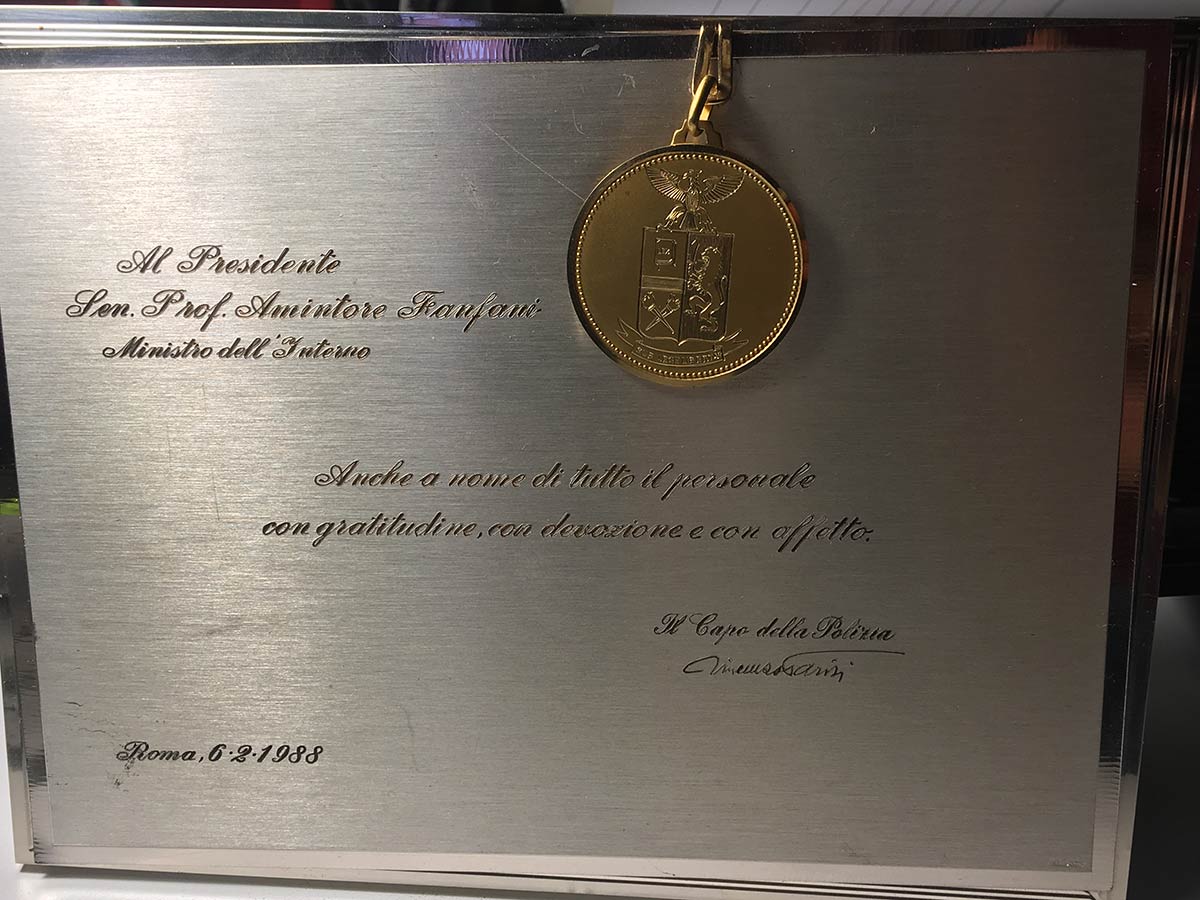 Al Presidente
Sen. Prof. Amintore Fanfani
Ministro dell'Interno
Anche a nome di tutto il personale
con gratitudine, con devozione e con affetto.
Il Capo della Polizia
Roma, 6·2·1988